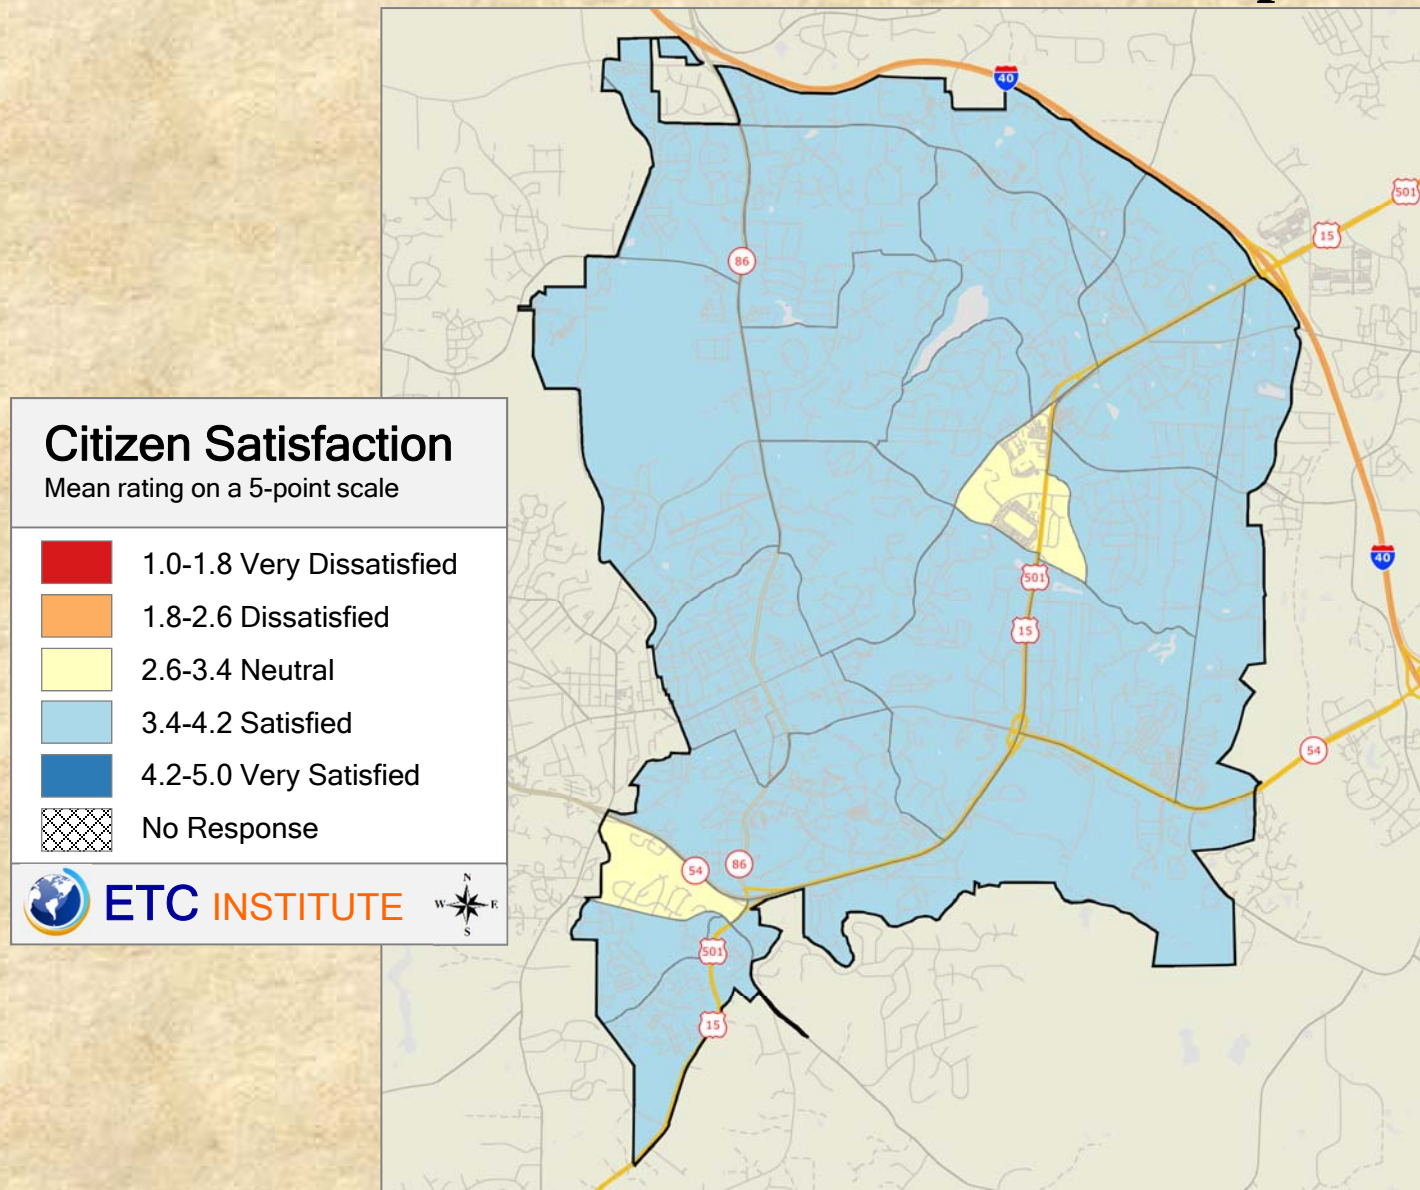 40
501
15
86
Citizen Satisfaction
Mean rating on a 5-point scale
1.0-1.8 Very Dissatisfied
1.8-2.6 Dissatisfied
2.6-3.4 Neutral
3.4-4.2 Satisfied
4.2-5.0 Very Satisfied
No Response
ETC INSTITUTE
N
W E
S
40
501
15
54
54
86
501
15